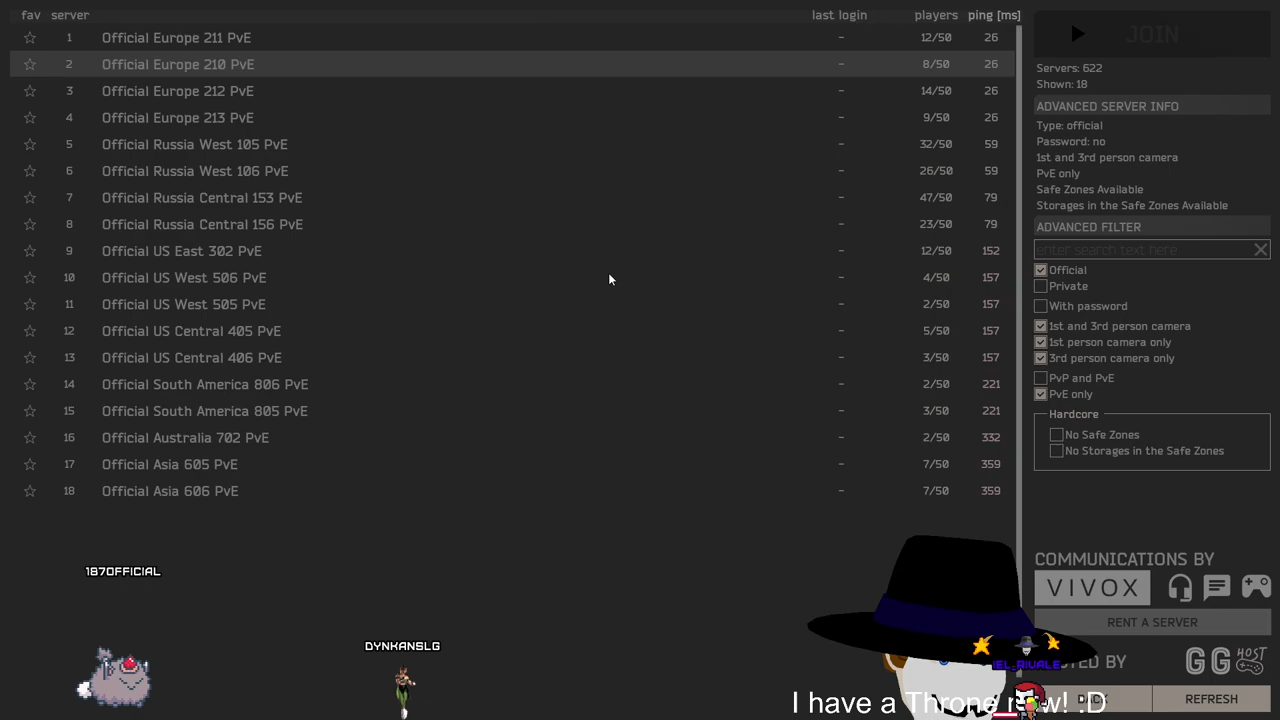 fav server last login players ping [ms]
1 Official Europe 211 PvE - 12/50 26
2 Official Europe 210 PvE - 8/50 26
3 Official Europe 212 PvE - 14/50 26
4 Official Europe 213 PvE - 9/50 26
5 Official Russia West 105 PvE - 32/50 59
6 Official Russia West 106 PvE - 26/50 59
7 Official Russia Central 153 PvE - 47/50 79
8 Official Russia Central 156 PvE - 23/50 79
9 Official US East 302 PvE - 12/50 152
10 Official US West 506 PvE - 4/50 157
11 Official US West 505 PvE - 2/50 157
12 Official US Central 405 PvE - 5/50 157
13 Official US Central 406 PvE - 3/50 157
14 Official South America 806 PvE - 2/50 221
15 Official South America 805 PvE - 3/50 221
16 Official Australia 702 PvE - 2/50 332
17 Official Asia 605 PvE - 7/50 359
18 Official Asia 606 PvE - 7/50 359
JOIN
Servers: 622
Shown: 18
ADVANCED SERVER INFO
Type: official
Password: no
1st and 3rd person camera
PvE only
Safe Zones Available
Storages in the Safe Zones Available
ADVANCED FILTER
enter search text here
Official
Private
With password
1st and 3rd person camera
1st person camera only
3rd person camera only
PvP and PvE
PvE only
Hardcore
No Safe Zones
No Storages in the Safe Zones
COMMUNICATIONS BY
VIVOX
RENT A SERVER
BY
GG HOST
REFRESH
187OFFICIAL
DYNKANSLG
IEL_RIVALE
I have a Throne :D